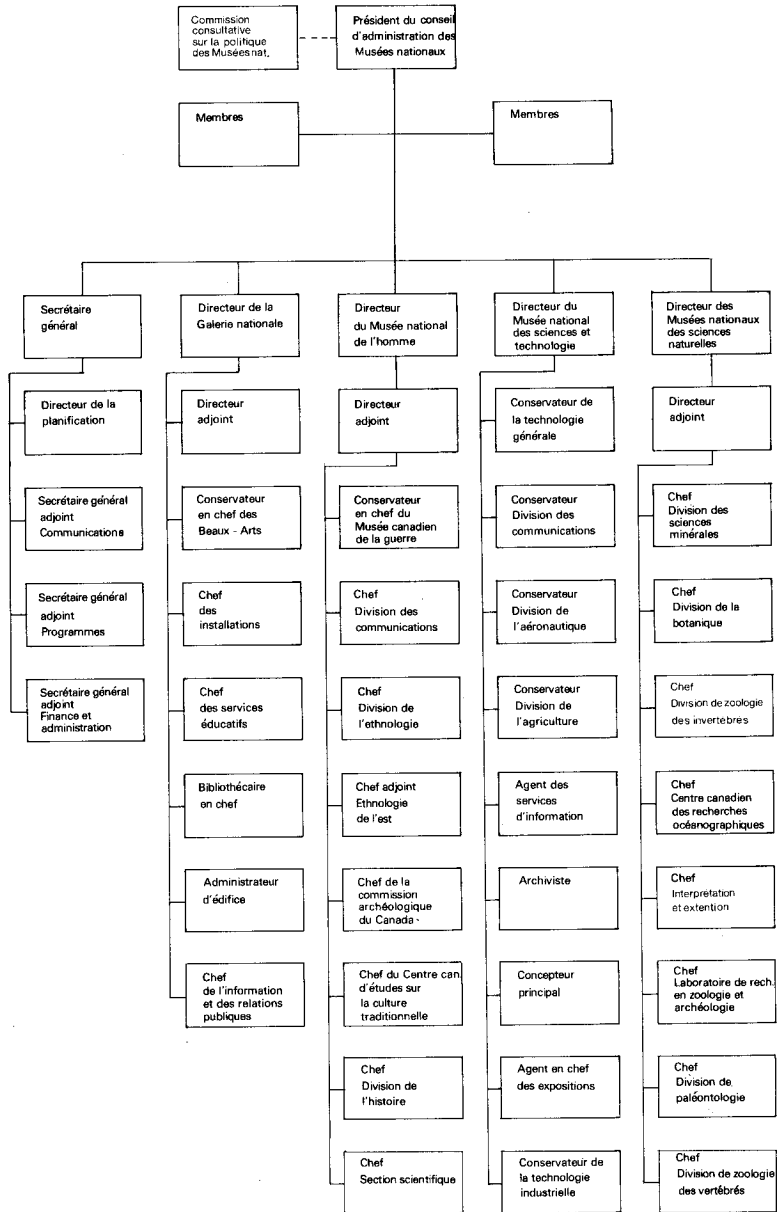 Commission
consultative
sur la politique
des Musées nat.
Président du conseil
d'administration des
Musées nationaux
Membres
Membres
Secrétaire
général
Directeur de la
planification
Secrétaire général
adjoint
Communications
Secrétaire général
adjoint
Programmes
Secrétaire général
adjoint
Finance et
administration
Directeur de la
Galerie nationale
Directeur
adjoint
Conservateur
en chef des
Beaux - Arts
Chef
des
installations
Chef
des services
éducatifs
Bibliothécaire
en chef
Administrateur
d'édifice
Chef
de l'information
et des relations
publiques
Directeur
du Musée national
de l'homme
Directeur
adjoint
Conservateur
en chef du
Musée canadien
de la guerre
Chef
Division des
communications
Chef
Division de
l'ethnologie
Chef adjoint
Ethnologie
de l'est
Chef de la
commission
archéologique
du Canada
Chef du Centre can.
d'études sur
la culture
traditionnelle
Chef
Division de
l'histoire
Chef
Section scientifique
Directeur du
Musée national
des sciences et
technologie
Conservateur de
la technologie
générale
Conservateur
Division des
communications
Conservateur
Division de
l'aéronautique
Conservateur
Division de
l'agriculture
Agent des
services
d'information
Archiviste
Concepteur
principal
Agent en chef
des expositions
Conservateur de
la technologie
industrielle
Directeur des
Musées nationaux
des sciences
naturelles
Directeur
adjoint
Chef
Division des
sciences
minérales
Chef
Division de la
botanique
Chef
Division de zoologie
des invertebrés
Chef
Centre canadien
des recherches
océanographiques
Chef
Interprétation
et extention
Chef
Laboratoire de rech.
en zoologie et
archéologie
Chef
Division de
paléontologie
Chef
Division de zoologie
des vertébrés